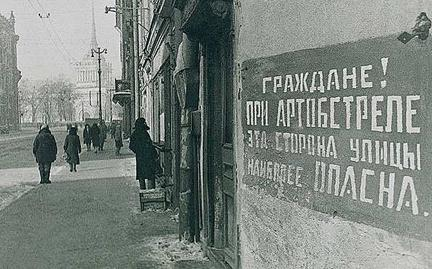 ГРАЖДАНЕ!
ПРИ АРТОБСТРЕЛЕ
ЭТА СТОРОНА УЛИЦЫ
НАИБОЛЕЕ ОПАСНА.